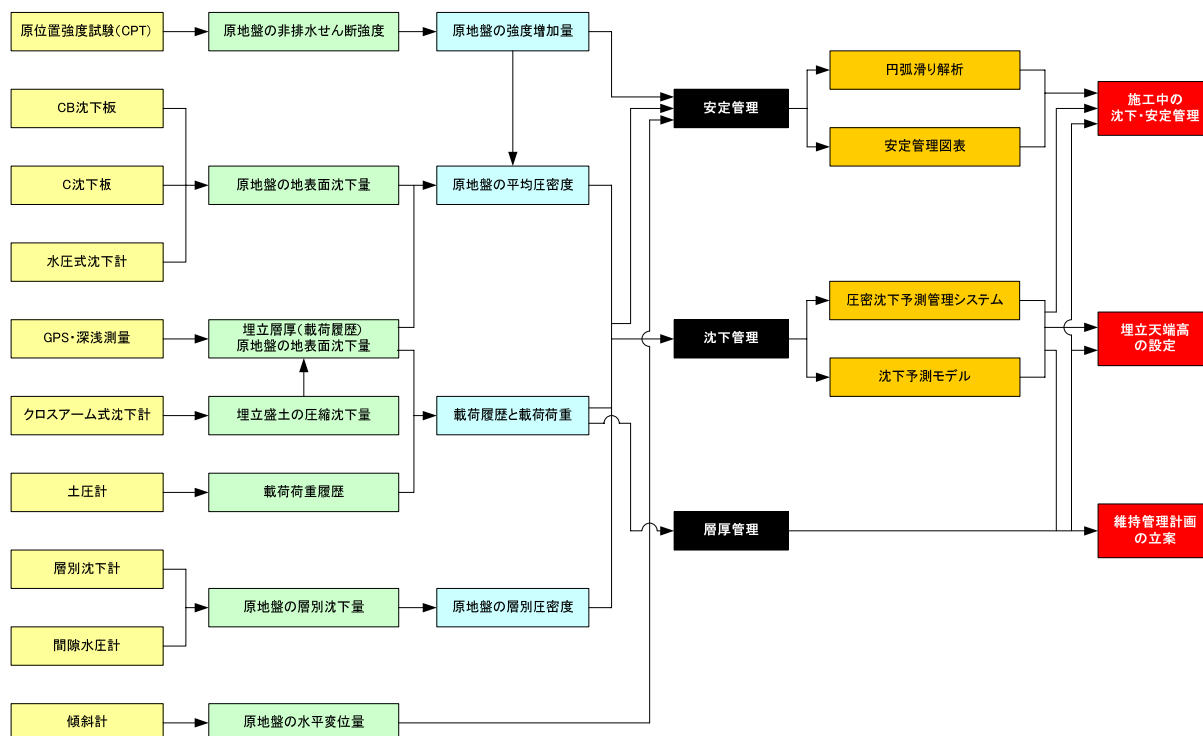 原位置強度試験(CPT)
CB沈下板
C沈下板
水圧式沈下計
GPS・深浅測量
クロスアーム式沈下計
土圧計
層別沈下計
間隙水圧計
傾斜計
原地盤の非排水せん断強度
原地盤の地表面沈下量
埋立層厚(載荷履歴)
原地盤の地表面沈下量
埋立盛土の圧縮沈下量
載荷荷重履歴
原地盤の層別沈下量
原地盤の水平変位量
原地盤の強度増加量
原地盤の平均圧密度
載荷履歴と載荷荷重
原地盤の層別圧密度
安定管理
沈下管理
層厚管理
円弧滑り解析
安定管理図表
圧密沈下予測管理システム
沈下予測モデル
施工中の
沈下・安定管理
埋立天端高
の設定
維持管理計画
の立案